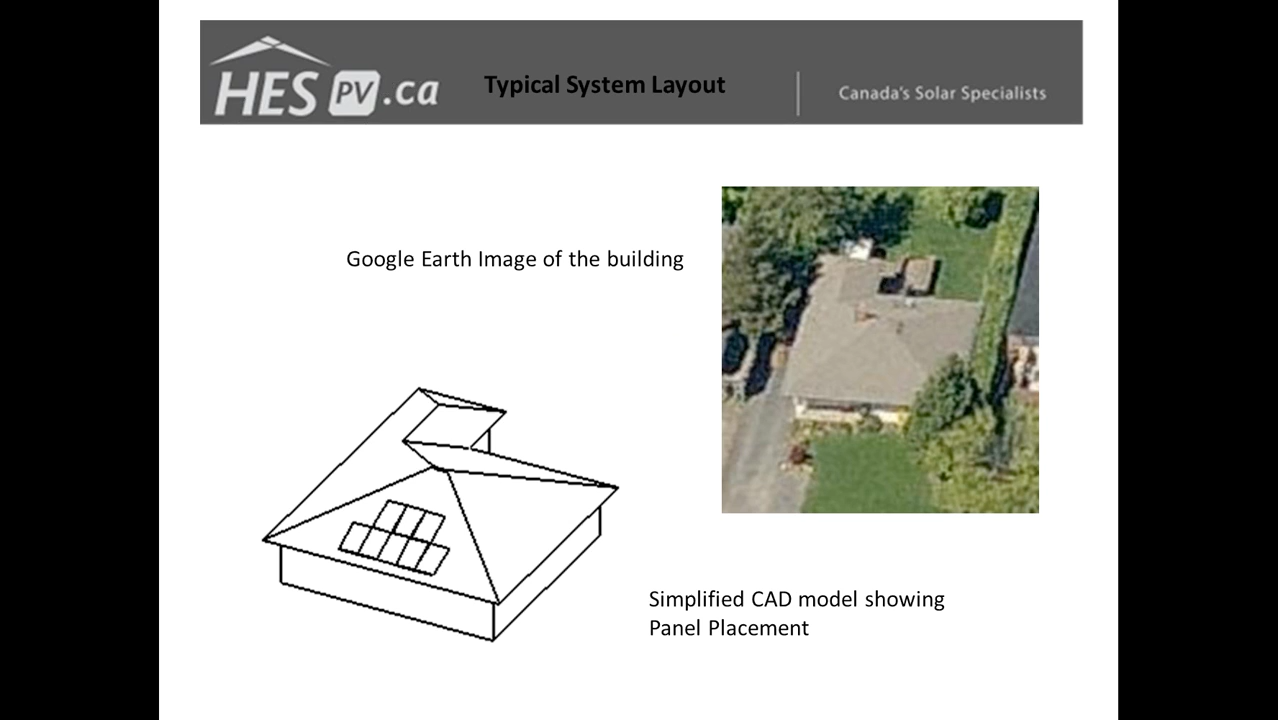 HES PV.ca
Typical System Layout
Canada's Solar Specialists
Google Earth Image of the building
Simplified CAD model showing
Panel Placement